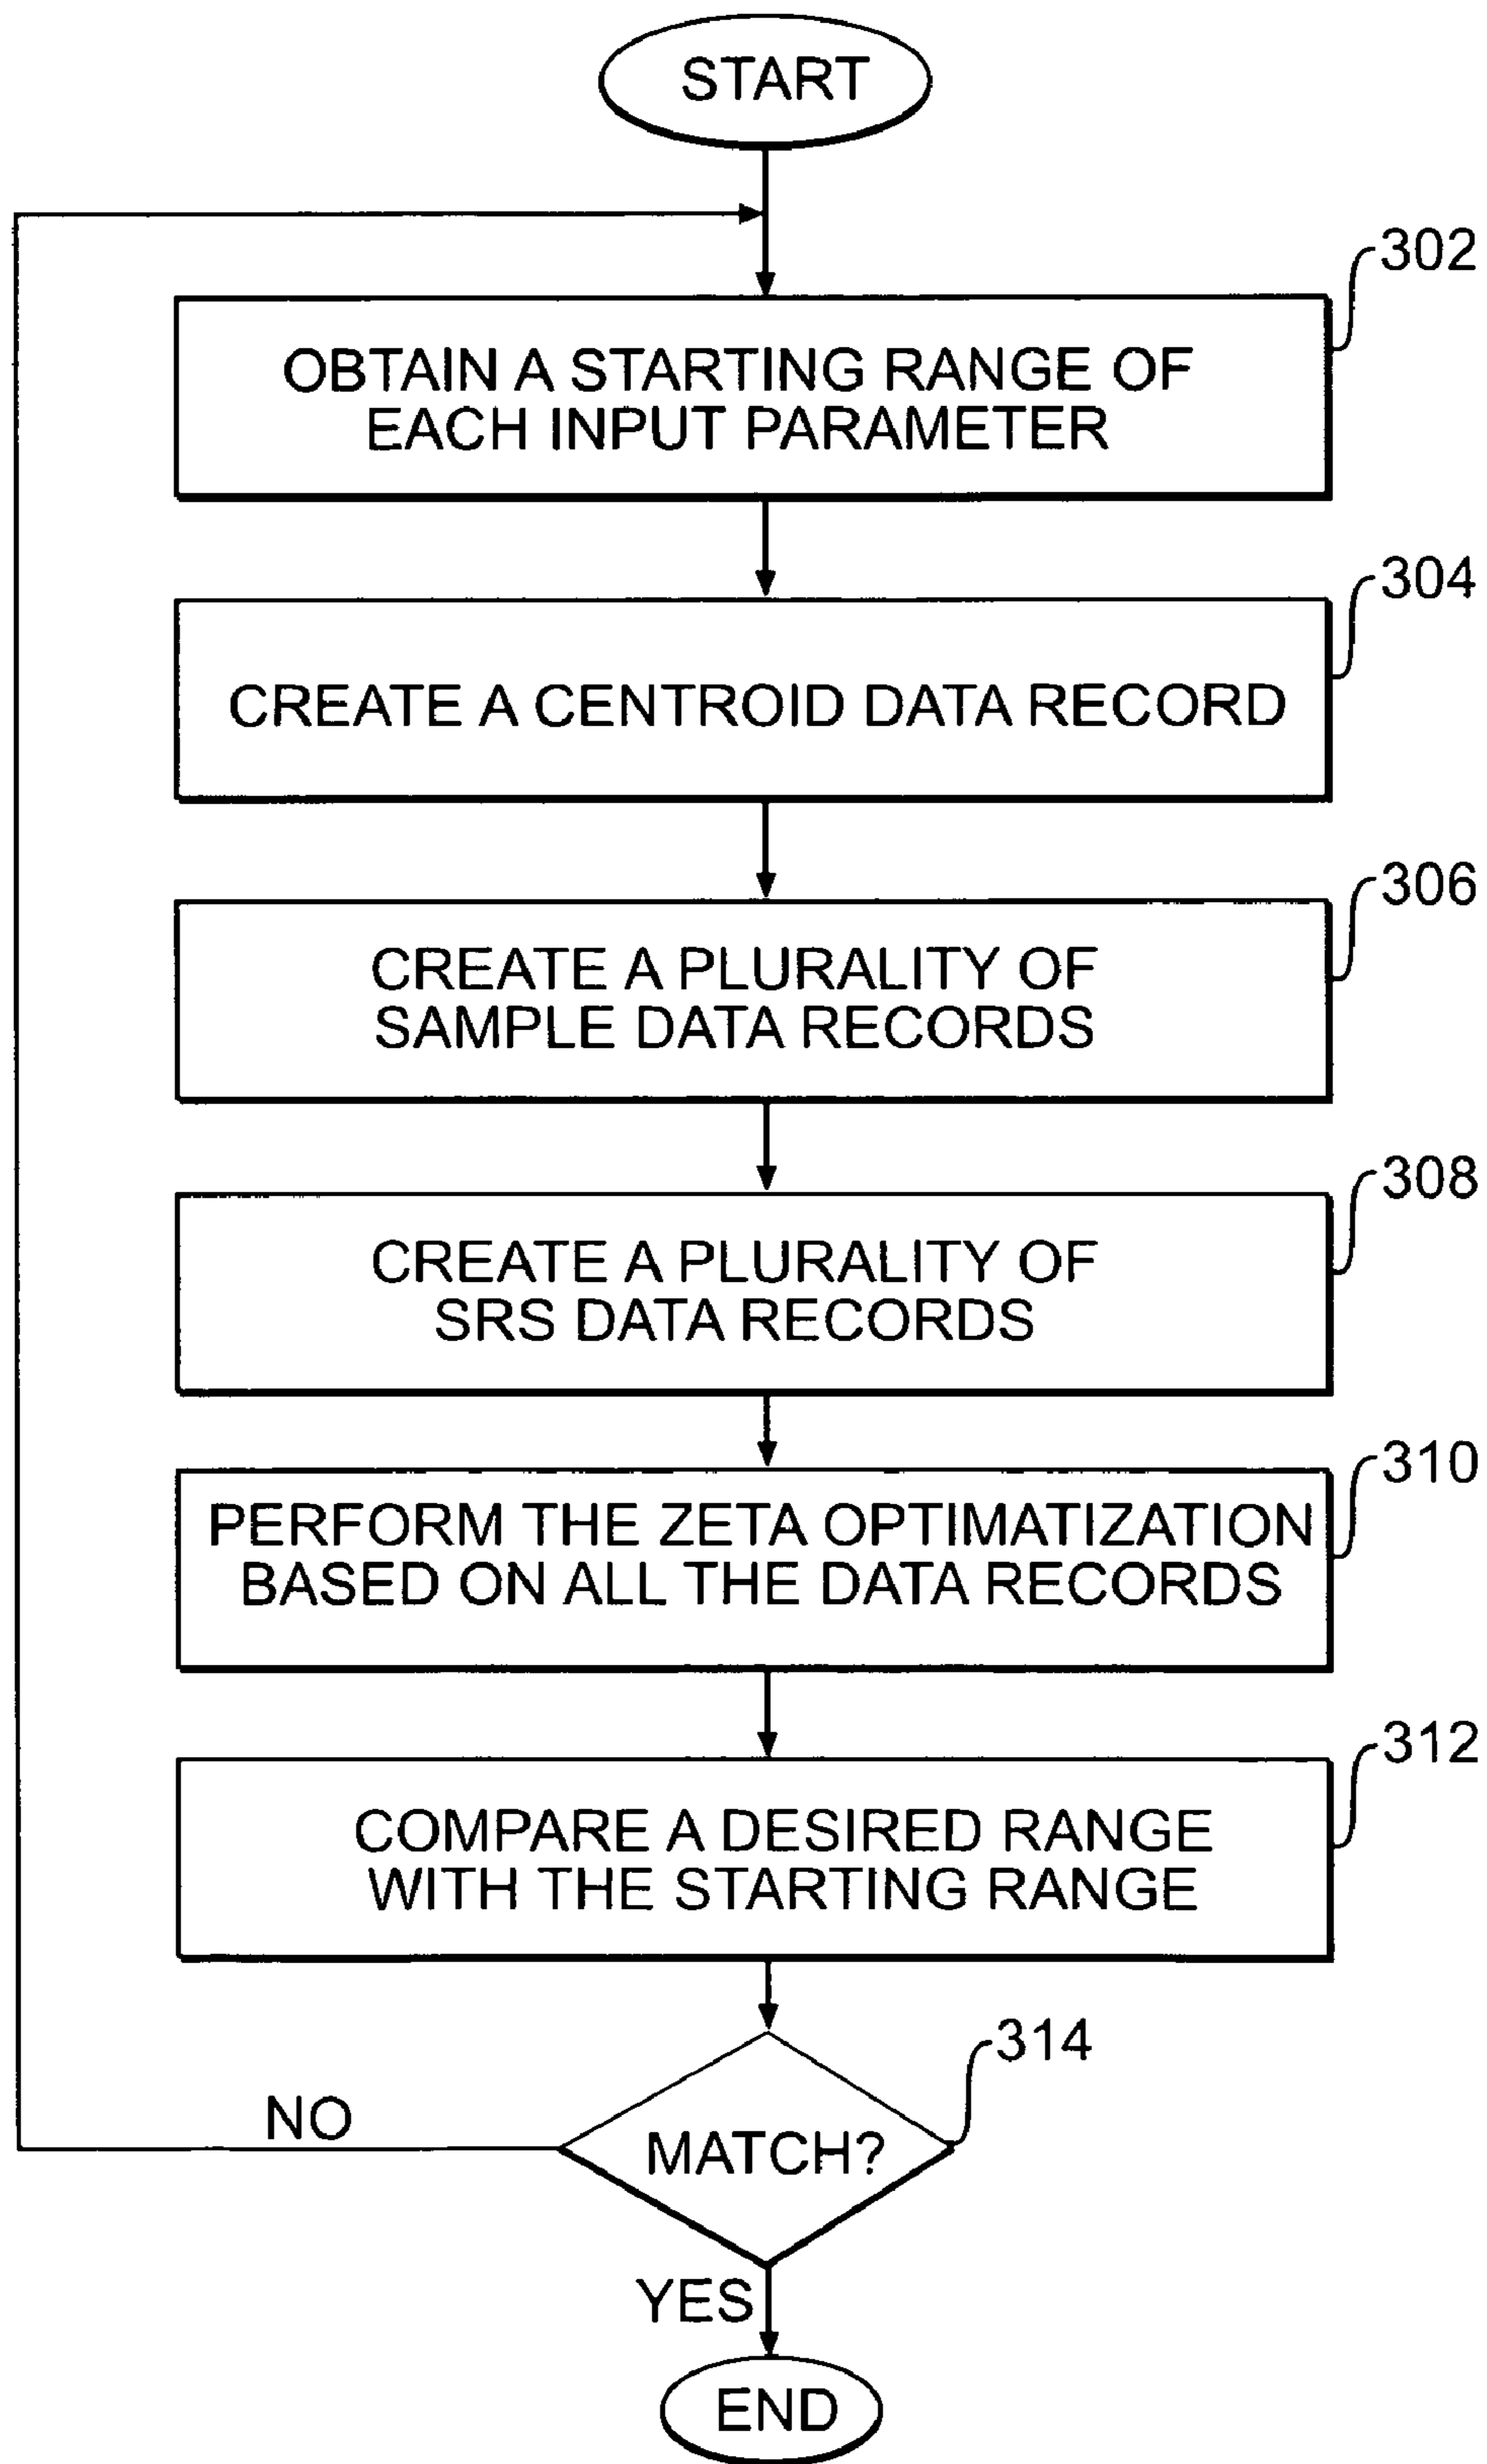 START
302
OBTAIN A STARTING RANGE OF
EACH INPUT PARAMETER
304
CREATE A CENTROID DATA RECORD
306
CREATE A PLURALITY OF
SAMPLE DATA RECORDS
308
CREATE A PLURALITY OF
SRS DATA RECORDS
310
PERFORM THE ZETA OPTIMATIZATION
BASED ON ALL THE DATA RECORDS
312
COMPARE A DESIRED RANGE
WITH THE STARTING RANGE
314
NO
MATCH?
YES
END